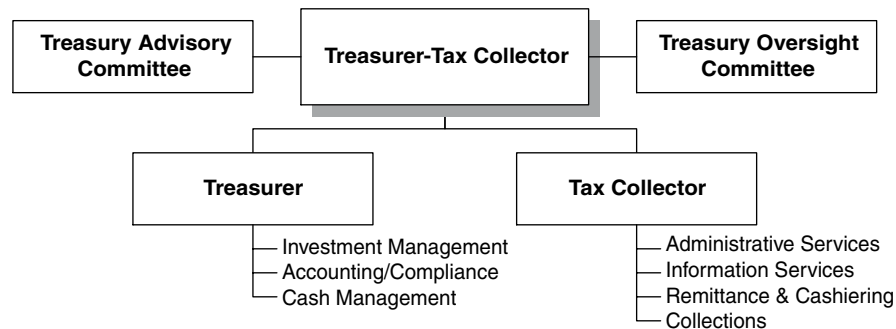 Treasury Advisory
Committee
Treasurer-Tax Collector
Treasury Oversight
Committee
Treasurer
Tax Collector
Investment Management
Accounting/Compliance
Cash Management
Administrative Services
Information Services
Remittance & Cashiering
Collections